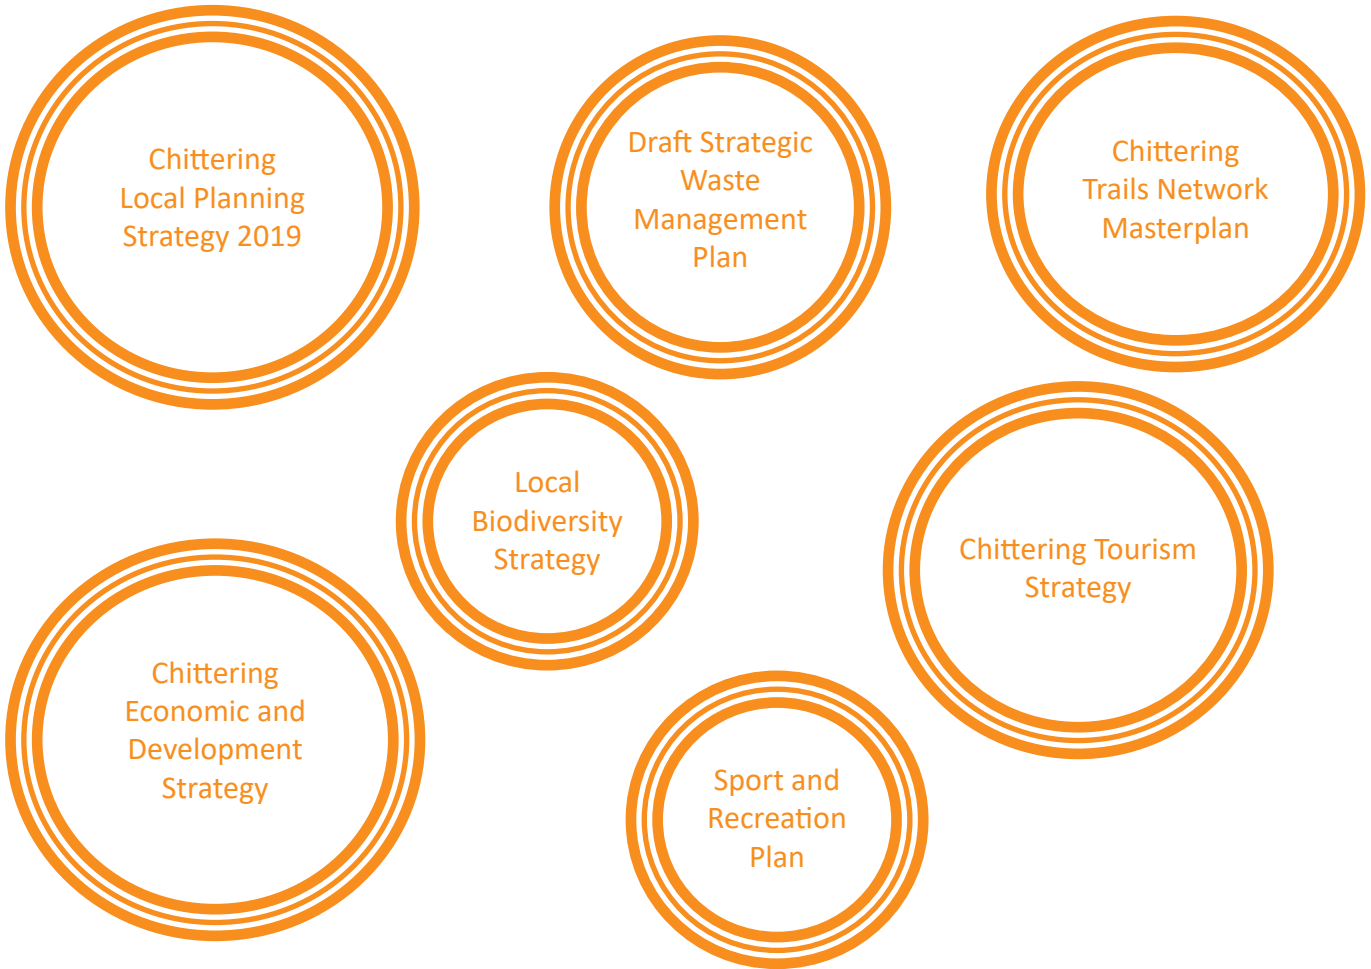 Chittering
Local Planning
Strategy 2019
Draft Strategic
Waste
Management
Plan
Chittering
Trails Network
Masterplan
Local
Biodiversity
Strategy
Chittering Tourism
Strategy
Chittering
Economic and
Development
Strategy
Sport and
Recreation
Plan